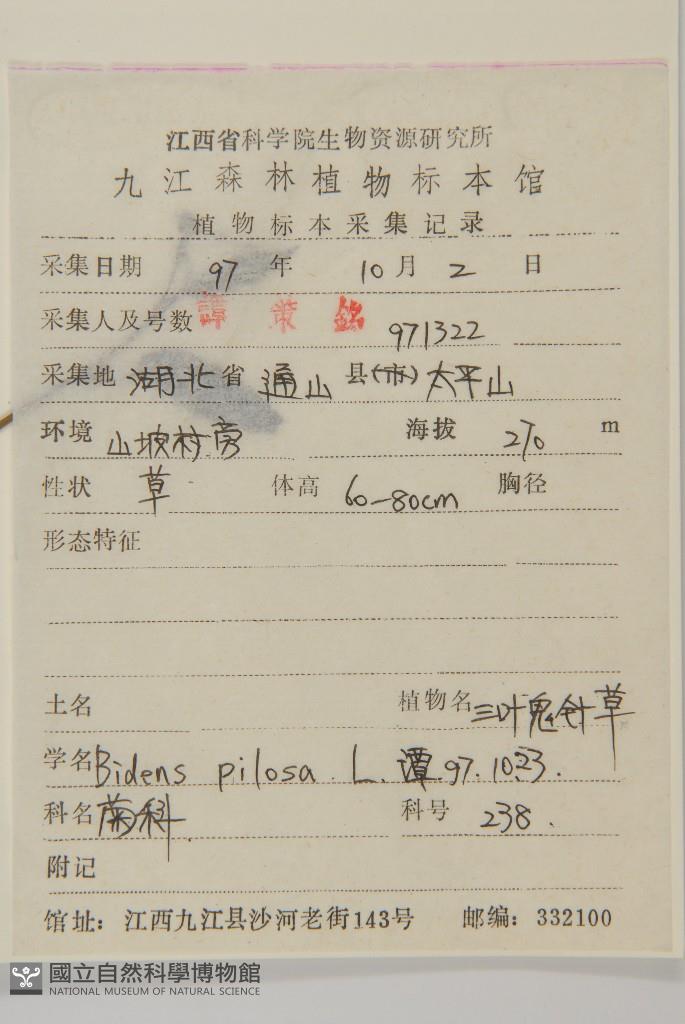 江西省科学院生物资源研究所
九江森林植物标本馆
植物标本采集记录
采集日期 97 年 10 月 2 日
采集人及号数 譚策銘 971322
采集地 湖北省 通山 县(市) 太平山
环境 山坡村旁 海拔 270 m
性状 草 体高 60-80cm 胸径
形态特征
土名 植物名 三叶鬼针草
学名 Bidens pilosa L. 潭 97.10.23.
科名 菊科 科号 238.
附记
馆址：江西九江县沙河老街143号 邮编：332100
國立自然科學博物館
NATIONAL MUSEUM OF NATURAL SCIENCE